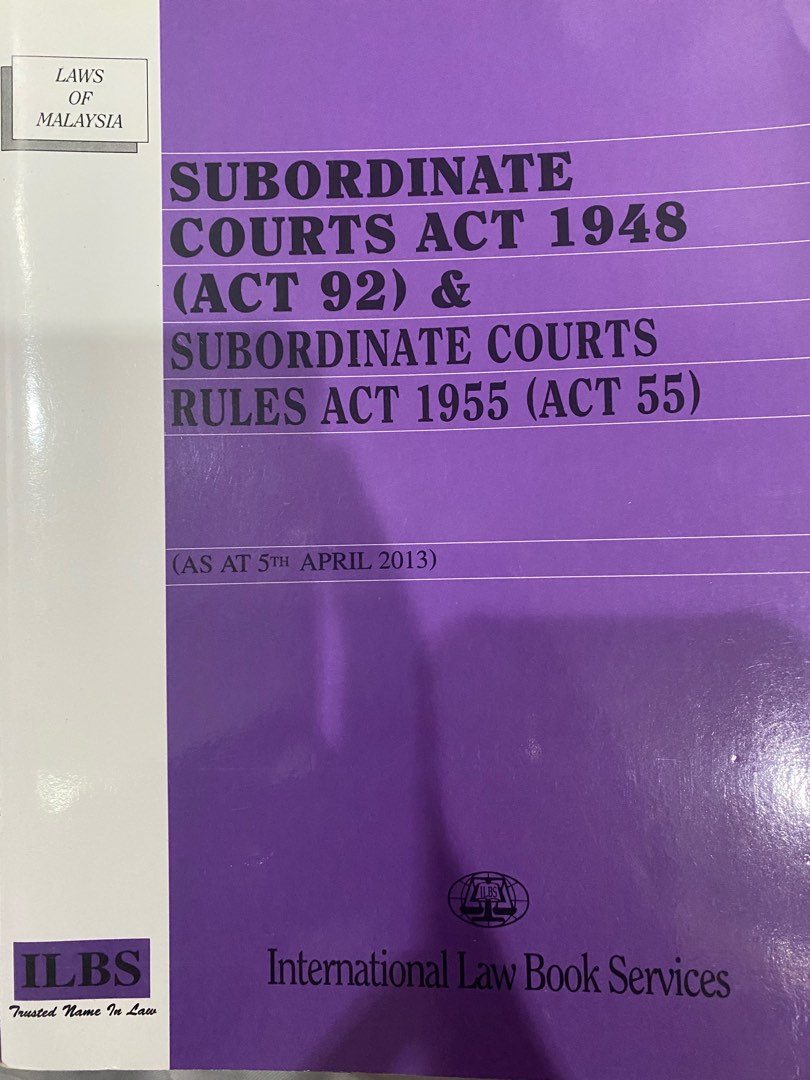 LAWS
OF
MALAYSIA
SUBORDINATE
COURTS ACT 1948
(ACT 92) &
SUBORDINATE COURTS
RULES ACT 1955 (ACT 55)
(AS AT 5TH APRIL 2013)
ILBS
International Law Book Services
ILBS
Trusted Name In Law